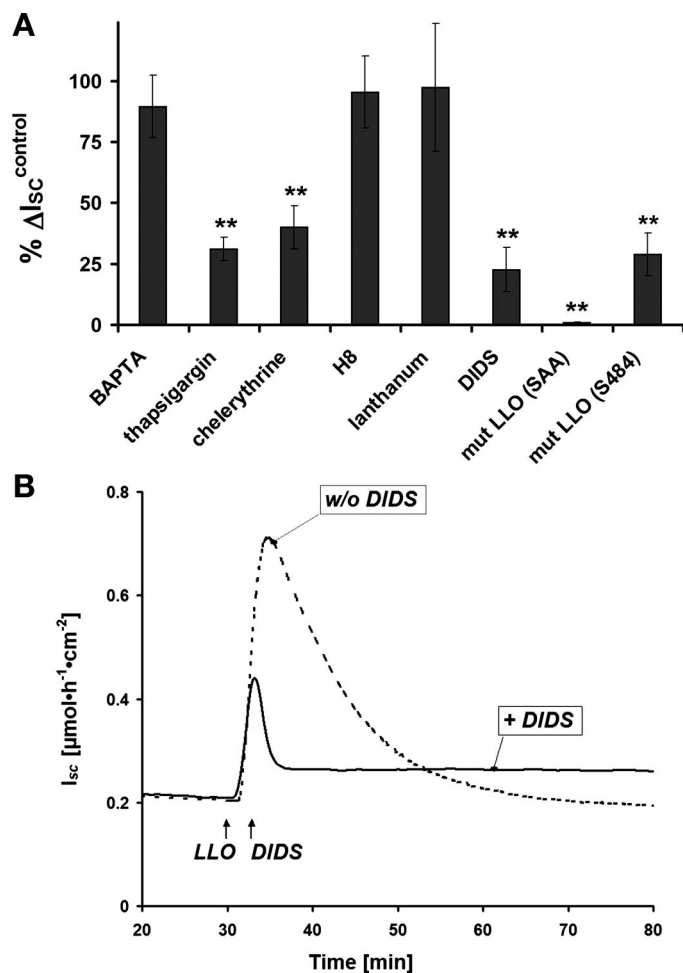 A
% ΔISC control
100
75
50
25
0
**
**
**
**
**
BAPTA
thapsigargin
chelerythrine
H8
lanthanum
DIDS
mut LLO (SAA)
mut LLO (S484)
B
Isc [µmol•h-1•cm-2]
0.8
0.6
0.4
0.2
0
w/o DIDS
+ DIDS
LLO
DIDS
20
30
40
50
60
70
80
Time [min]